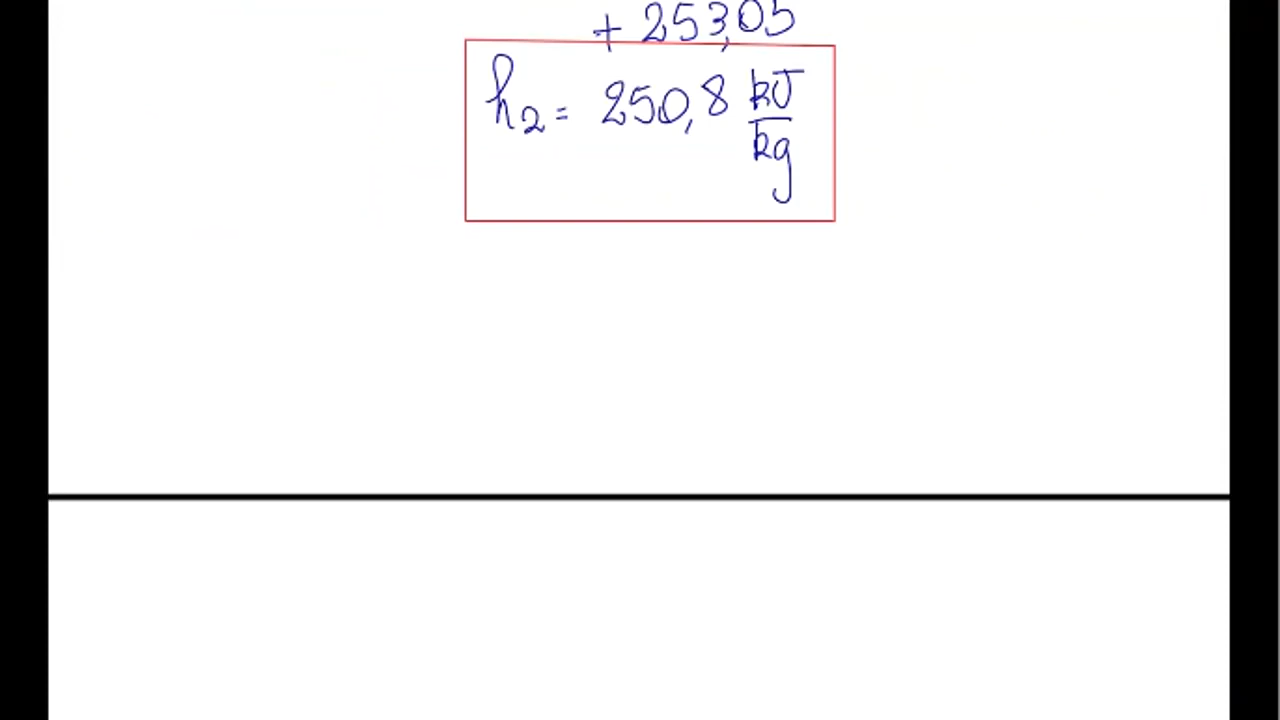 + 253,05
h₂ = 250,8 kJ/kg